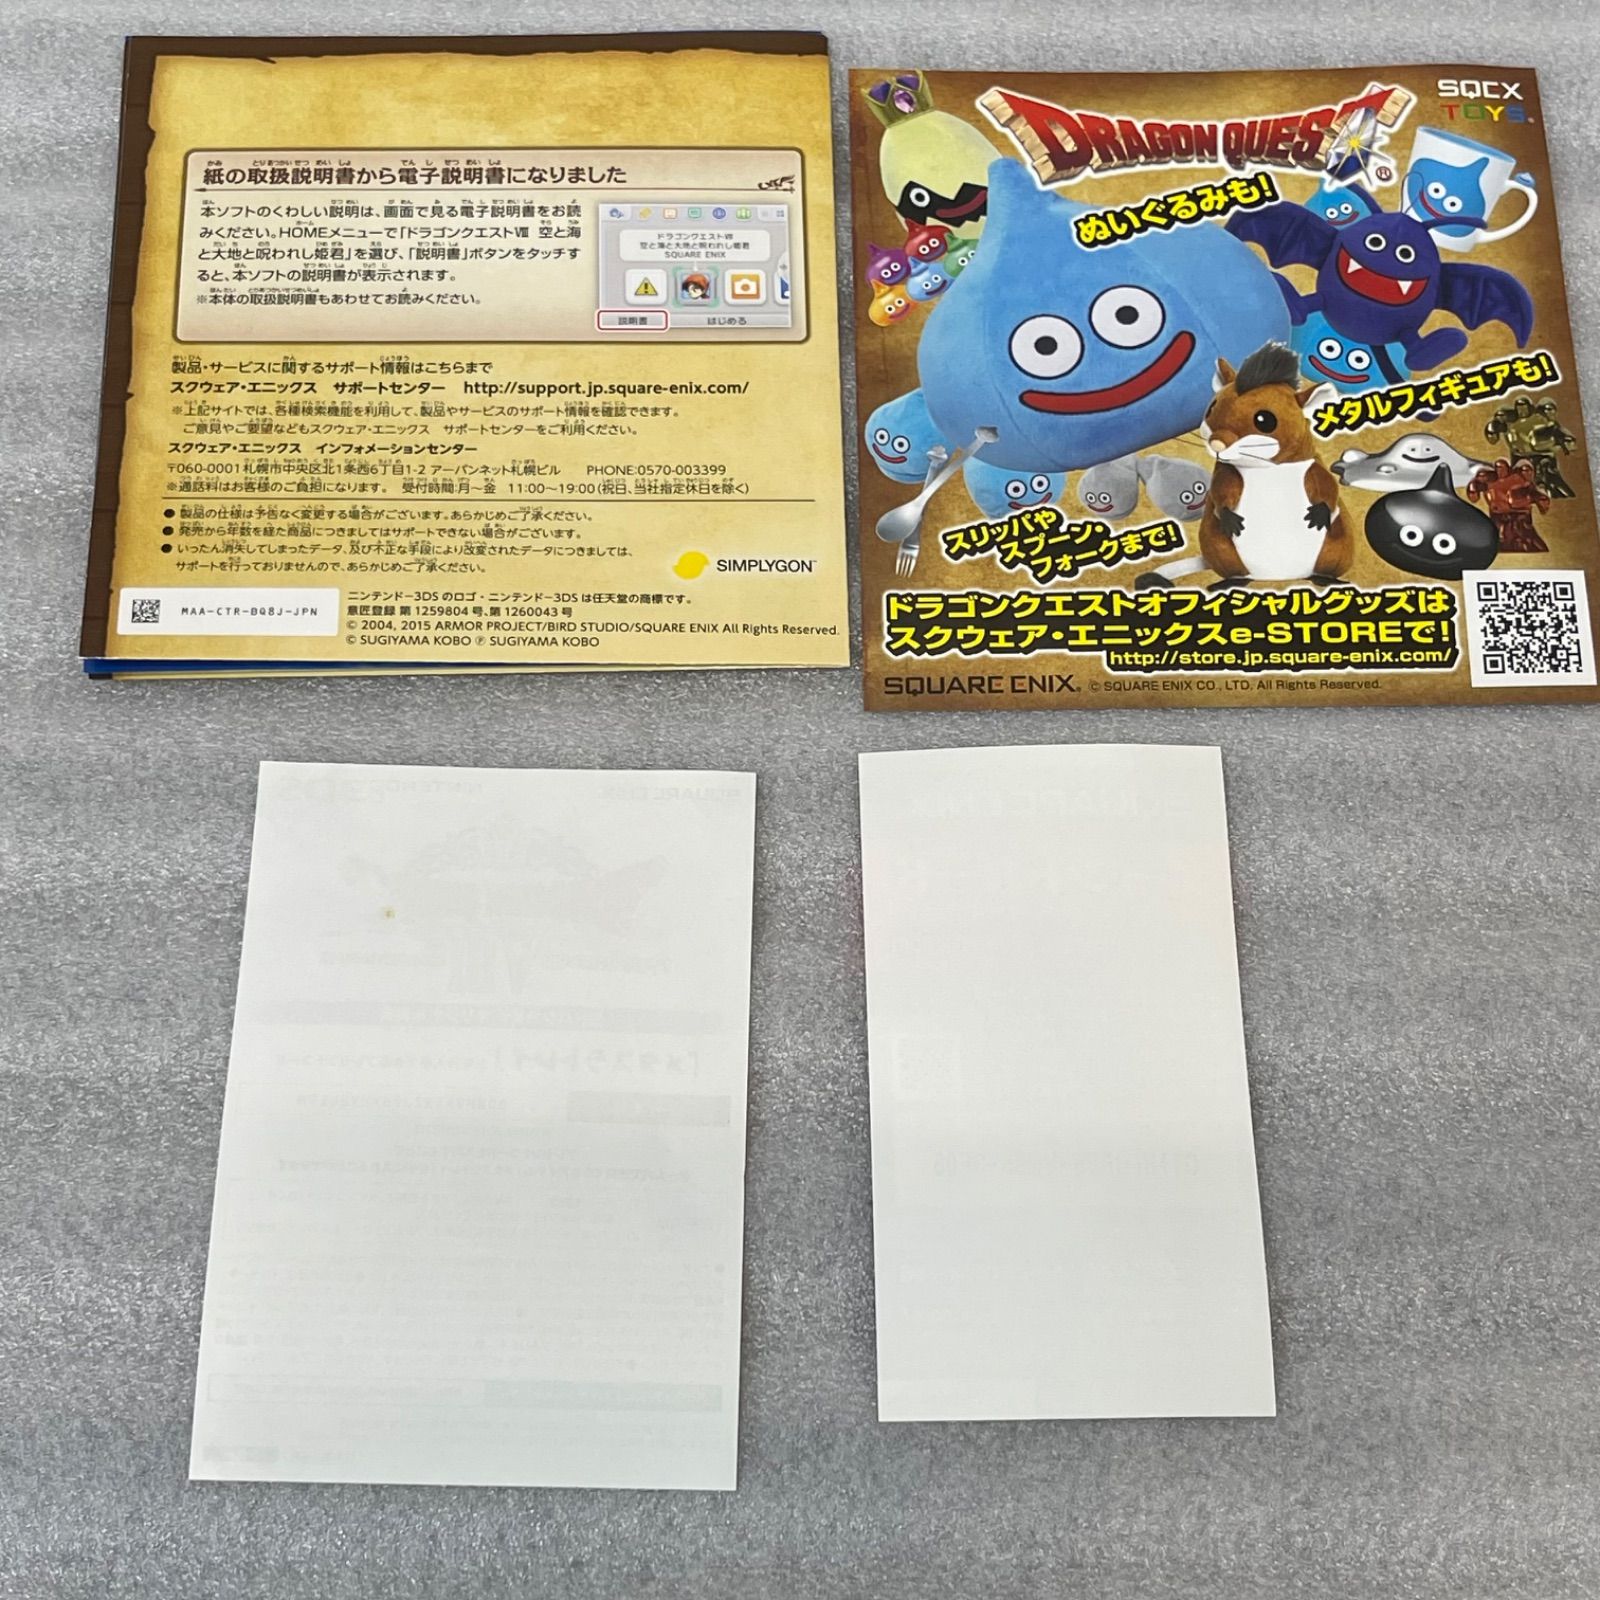 紙の取扱説明書から電子説明書になりました
本ソフトのくわしい説明は、画面で見る電子説明書をお読
みください。HOMEメニューで「ドラゴンクエストⅧ 空と海
と大地と呪われし姫君」を選び、「説明書」ボタンをタッチす
ると、本ソフトの説明書が表示されます。
※本体の取扱説明書もあわせてお読みください。
ドラゴンクエストⅧ
空と海と大地と呪われし姫君
SQUARE ENIX
説明書
はじめる
製品・サービスに関するサポート情報はこちらまで
スクウェア・エニックス サポートセンター http://support.jp.square-enix.com/
※上記サイトでは、各種検索機能を利用して、製品やサービスのサポート情報を確認できます。
ご意見やご要望などもスクウェア・エニックス サポートセンターをご利用ください。
スクウェア・エニックス インフォメーションセンター
〒060-0001 札幌市中央区北1条西6丁目1-2 アーバンネット札幌ビル PHONE:0570-003399
※通話料はお客様のご負担になります。 受付時間:月〜金 11:00〜19:00(祝日、当社指定休日を除く)
● 製品の仕様は予告なく変更する場合がございます。あらかじめご了承ください。
● 発売から年数を経た商品につきましてはサポートできない場合がございます。
● いったん消失してしまったデータ、及び不正な手段により改変されたデータにつきましては、
サポートを行っておりませんので、あらかじめご了承ください。
SIMPLYGON™
MAA-CTR-BQ8J-JPN
ニンテンドー3DS のロゴ・ニンテンドー3DS は任天堂の商標です。
意匠登録 第 1259804 号、第 1260043 号
© 2004, 2015 ARMOR PROJECT/BIRD STUDIO/SQUARE ENIX All Rights Reserved.
© SUGIYAMA KOBO ℗ SUGIYAMA KOBO
SQEX
TOYS
DRAGON QUEST®
ぬいぐるみも!
メタルフィギュアも!
スリッパや
スプーン・
フォークまで!
ドラゴンクエストオフィシャルグッズは
スクウェア・エニックスe-STOREで!
http://store.jp.square-enix.com/
SQUARE ENIX. © SQUARE ENIX CO., LTD. All Rights Reserved.